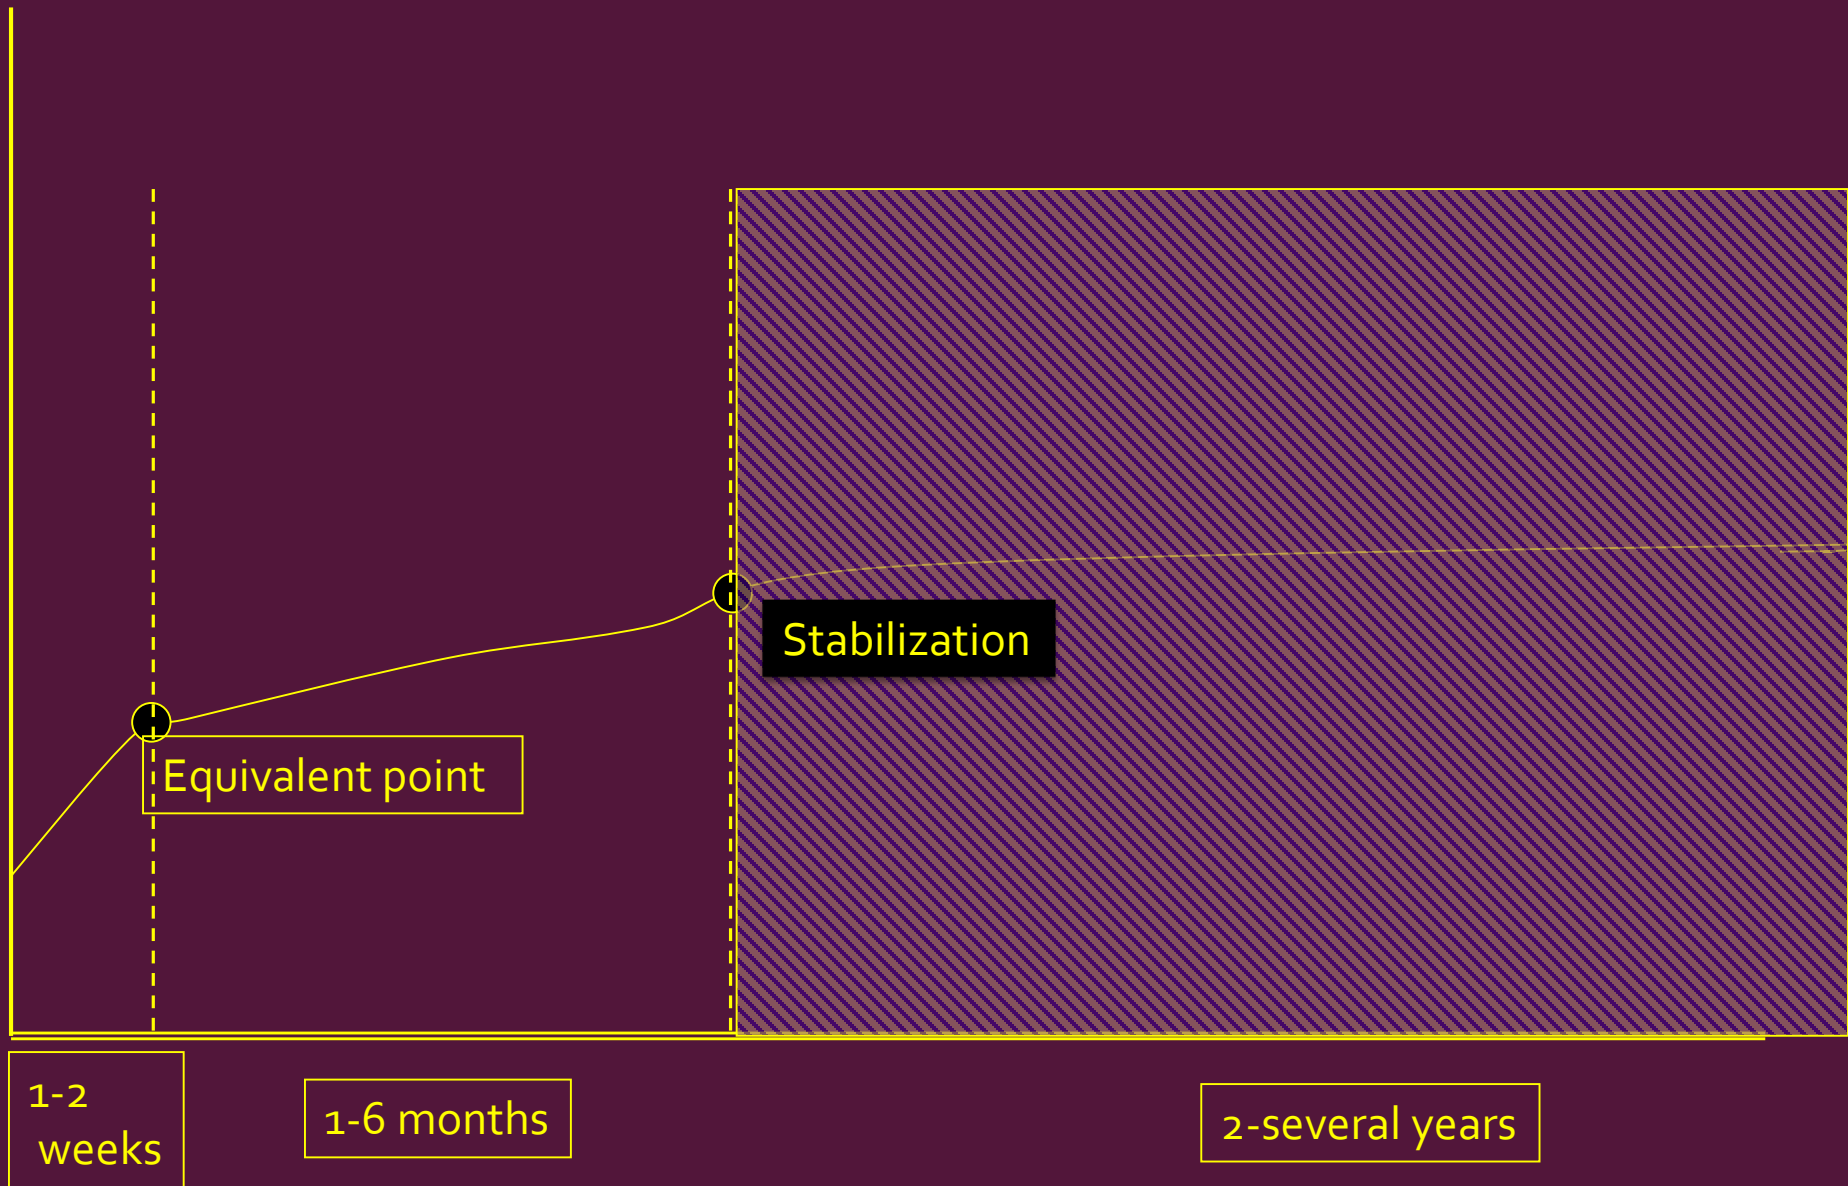 Stabilization
Equivalent point
1-2
weeks
1-6 months
2-several years